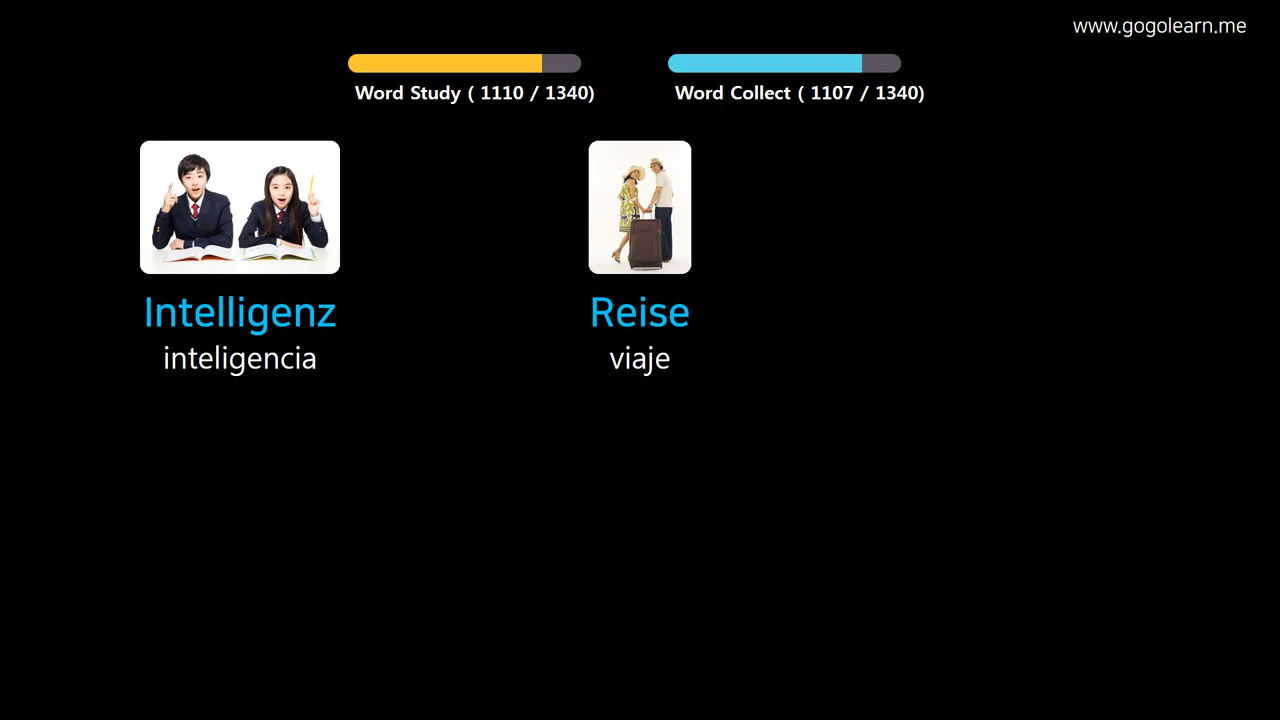 www.gogolearn.me
Word Study ( 1110 / 1340)
Word Collect ( 1107 / 1340)
Intelligenz
inteligencia
Reise
viaje